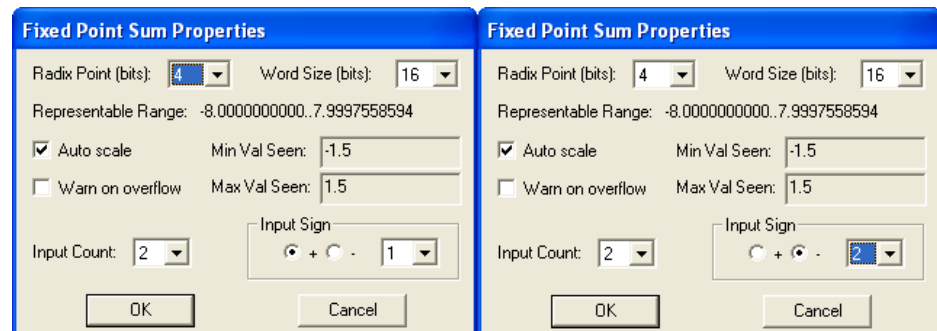 Fixed Point Sum Properties
Radix Point (bits): 4 Word Size (bits): 16
Representable Range: -8.0000000000..7.9997558594
Auto scale Min Val Seen: -1.5
Warn on overflow Max Val Seen: 1.5
Input Sign
Input Count: 2 + - 1
OK Cancel
Fixed Point Sum Properties
Radix Point (bits): 4 Word Size (bits): 16
Representable Range: -8.0000000000..7.9997558594
Auto scale Min Val Seen: -1.5
Warn on overflow Max Val Seen: 1.5
Input Sign
Input Count: 2 + - 2
OK Cancel